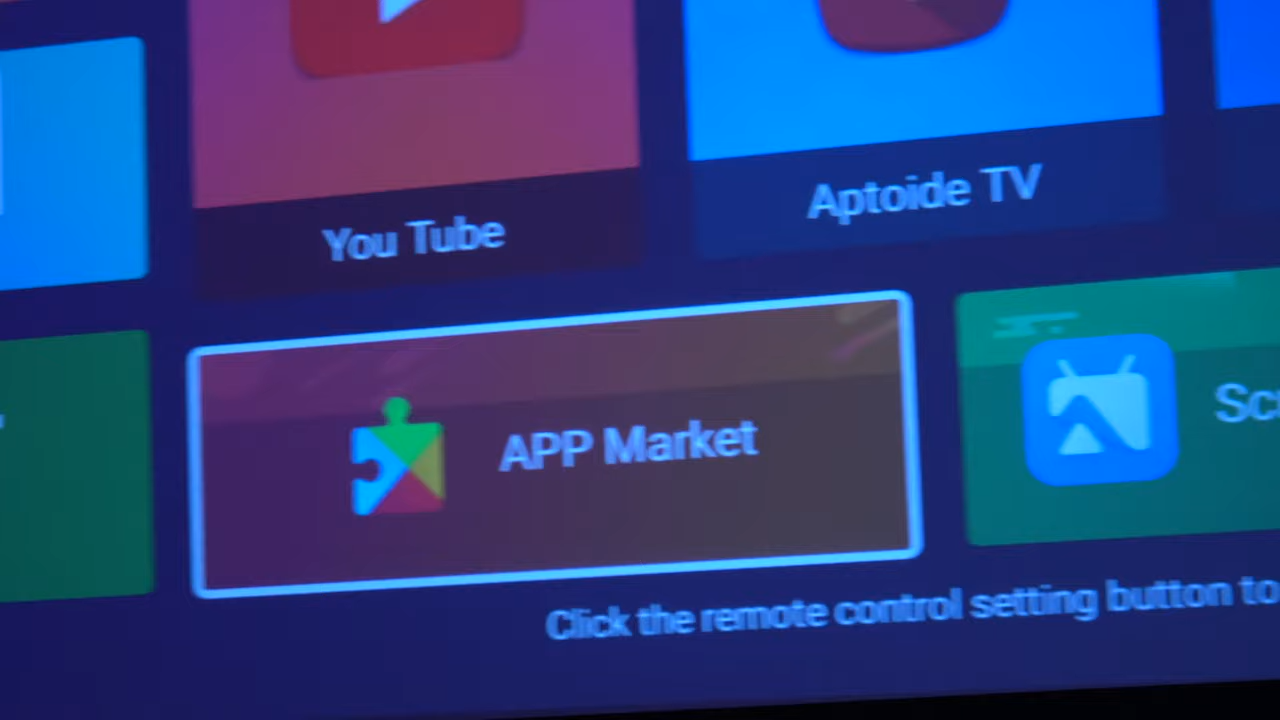 You Tube
Aptoide TV
APP Market
Click the remote control setting button to